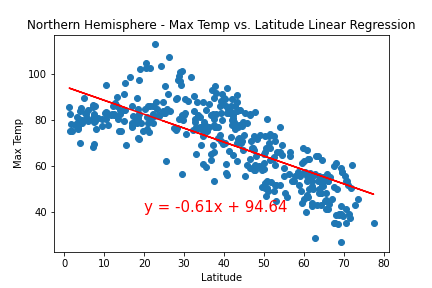 Northern Hemisphere - Max Temp vs. Latitude Linear Regression
100
80
60
40
Max Temp
y = -0.61x + 94.64
0 10 20 30 40 50 60 70 80
Latitude